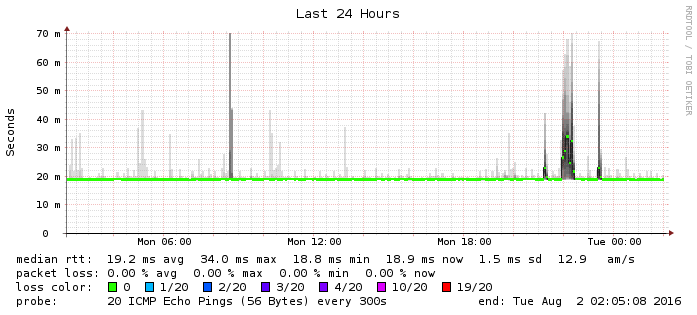 Last 24 Hours
RRDTOOL / TOBI OETIKER
Seconds
70 m
60 m
50 m
40 m
30 m
20 m
10 m
0
Mon 06:00 Mon 12:00 Mon 18:00 Tue 00:00
median rtt: 19.2 ms avg 34.0 ms max 18.8 ms min 18.9 ms now 1.5 ms sd 12.9 am/s
packet loss: 0.00 % avg 0.00 % max 0.00 % min 0.00 % now
loss color: 0 1/20 2/20 3/20 4/20 10/20 19/20
probe: 20 ICMP Echo Pings (56 Bytes) every 300s end: Tue Aug 2 02:05:08 2016